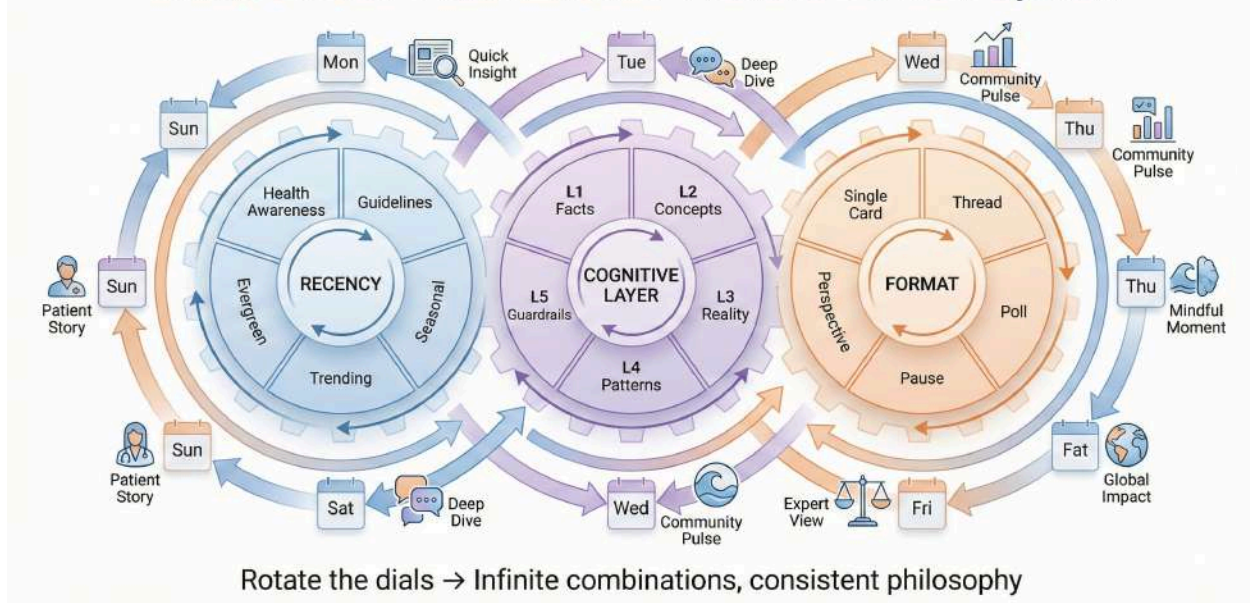 Mon
Quick
Insight
Tue
Deep
Dive
Wed
Community
Pulse
Sun
Thu
Community
Pulse
Health
Awareness
Guidelines
Evergreen
Seasonal
Trending
RECENCY
L1
Facts
L2
Concepts
L5
Guardrails
L3
Reality
L4
Patterns
COGNITIVE
LAYER
Single
Card
Thread
Perspective
Poll
Pause
FORMAT
Sun
Patient
Story
Thu
Mindful
Moment
Sun
Patient
Story
Fat
Global
Impact
Sat
Deep
Dive
Wed
Community
Pulse
Expert
View
Fri
Rotate the dials → Infinite combinations, consistent philosophy